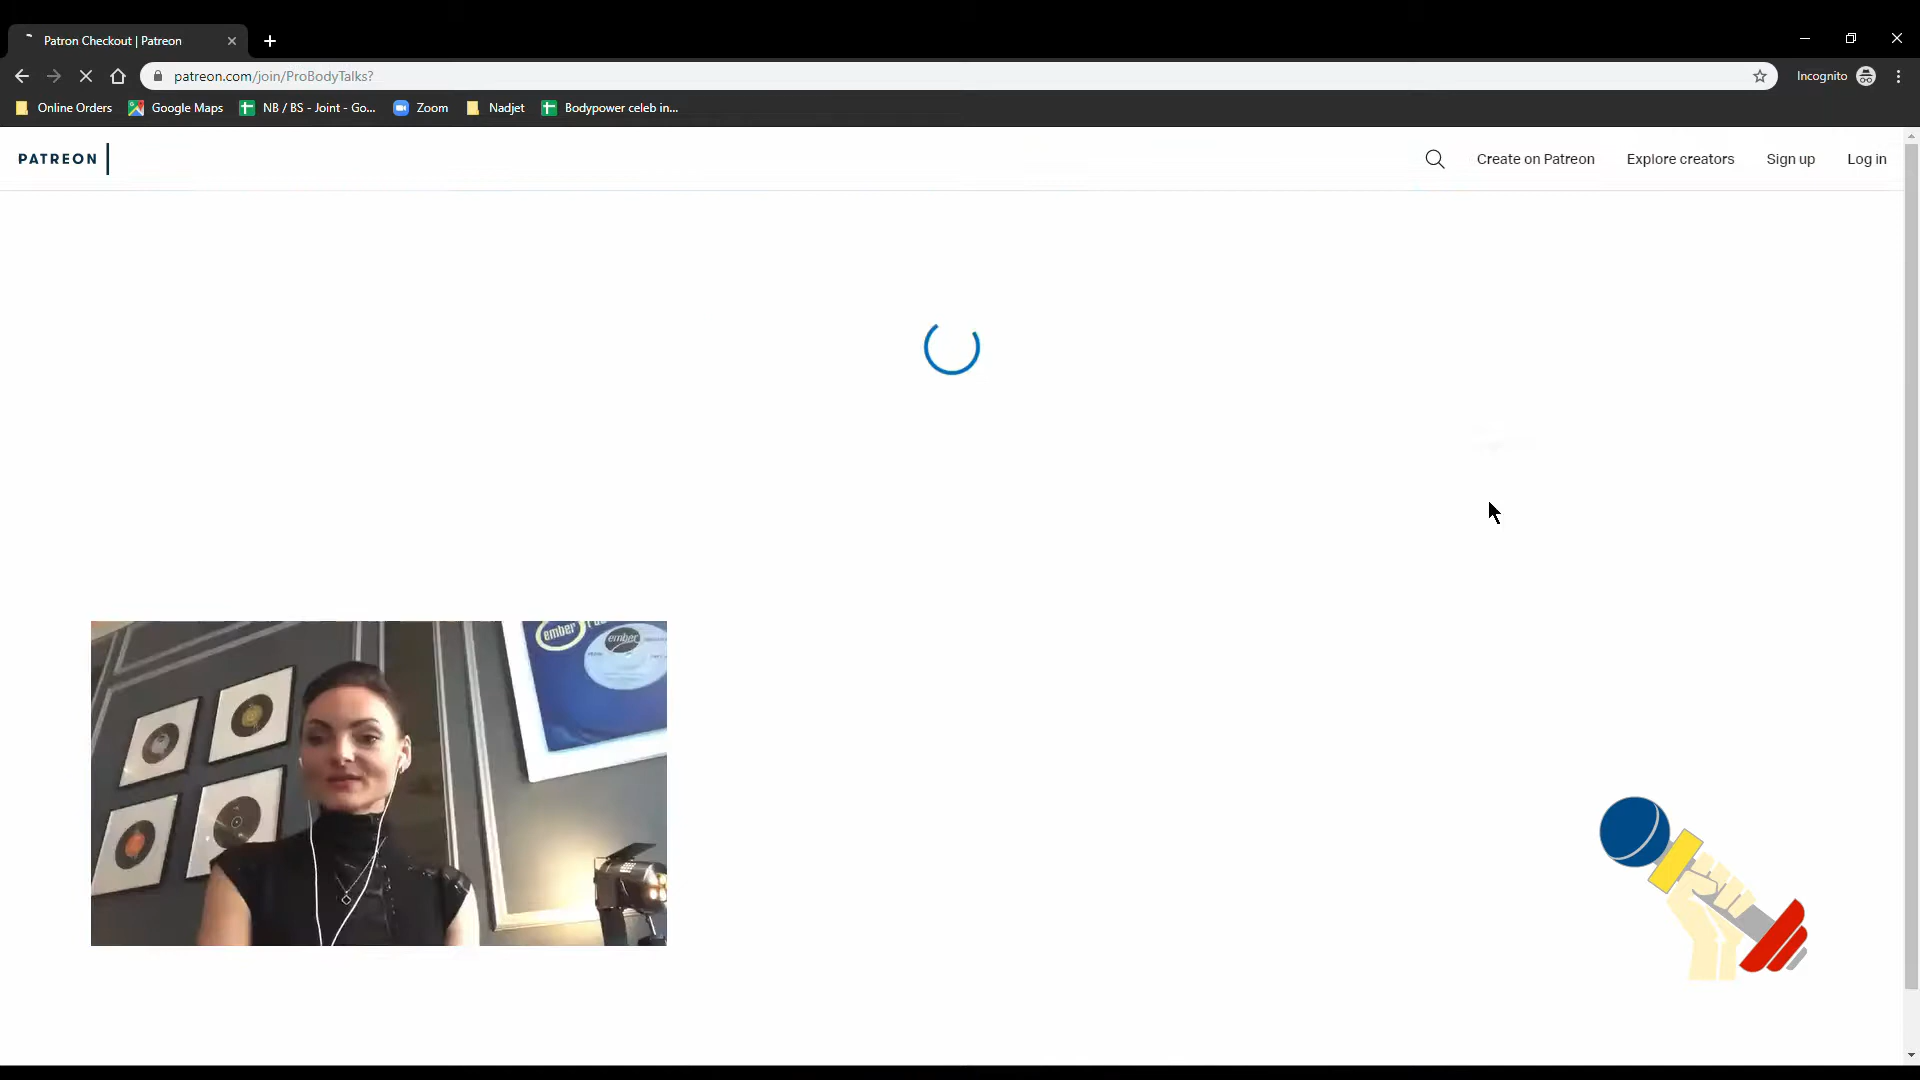 Patron Checkout | Patreon
patreon.com/join/ProBodyTalks?
Incognito
Online Orders
Google Maps
NB / BS - Joint - Go...
Zoom
Nadjet
Bodypower celeb in...
PATREON
Create on Patreon
Explore creators
Sign up
Log in
ember
ember